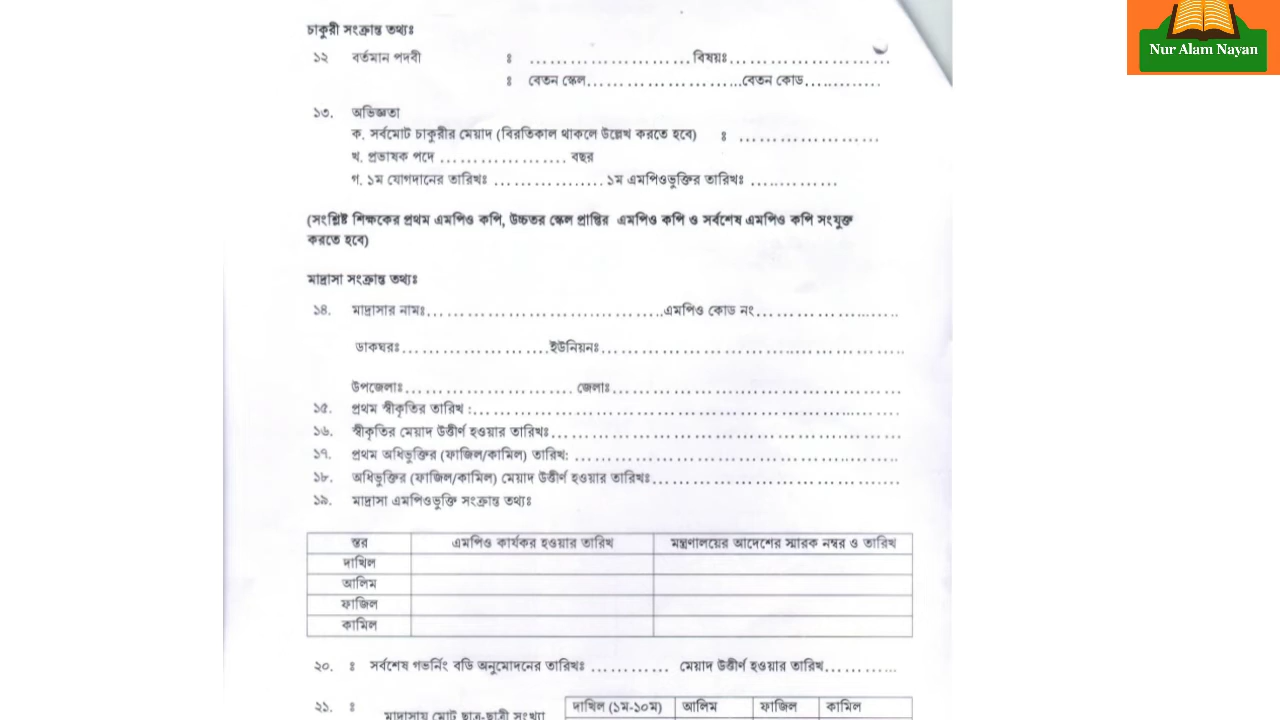 চাকুরী সংক্রান্ত তথ্যঃ
Nur Alam Nayan
১২ বর্তমান পদবী ঃ ........................বিষয়ঃ........................
ঃ বেতন স্কেল.......................বেতন কোড..............
১৩. অভিজ্ঞতা
ক. সর্বমোট চাকুরীর মেয়াদ (বিরতিকাল থাকলে উল্লেখ করতে হবে) ঃ .....................
খ. প্রভাষক পদে ................... বছর
গ. ১ম যোগদানের তারিখঃ ................. ১ম এমপিওভুক্তির তারিখঃ .............
(সংশ্লিষ্ট শিক্ষকের প্রথম এমপিও কপি, উচ্চতর স্কেল প্রাপ্তির এমপিও কপি ও সর্বশেষ এমপিও কপি সংযুক্ত
করতে হবে)
মাদ্রাসা সংক্রান্ত তথ্যঃ
১৪. মাদ্রাসার নামঃ...................................এমপিও কোড নং.....................
ডাকঘরঃ......................ইউনিয়নঃ.............................................
উপজেলাঃ......................... জেলাঃ...........................................
১৫. প্রথম স্বীকৃতির তারিখ :................................................................
১৬. স্বীকৃতির মেয়াদ উত্তীর্ণ হওয়ার তারিখঃ....................................................
১৭. প্রথম অধিভুক্তির (ফাজিল/কামিল) তারিখ: ................................................
১৮. অধিভুক্তির (ফাজিল/কামিল) মেয়াদ উত্তীর্ণ হওয়ার তারিখঃ.....................................
১৯. মাদ্রাসা এমপিওভুক্তি সংক্রান্ত তথ্যঃ
স্তর এমপিও কার্যকর হওয়ার তারিখ মন্ত্রণালয়ের আদেশের স্মারক নম্বর ও তারিখ
দাখিল
আলিম
ফাজিল
কামিল
২০. ঃ সর্বশেষ গভর্নিং বডি অনুমোদনের তারিখঃ ............ মেয়াদ উত্তীর্ণ হওয়ার তারিখ...........
২১. ঃ মাদ্রাসায় মোট ছাত্র-ছাত্রী সংখ্যা দাখিল (১ম-১০ম) আলিম ফাজিল কামিল